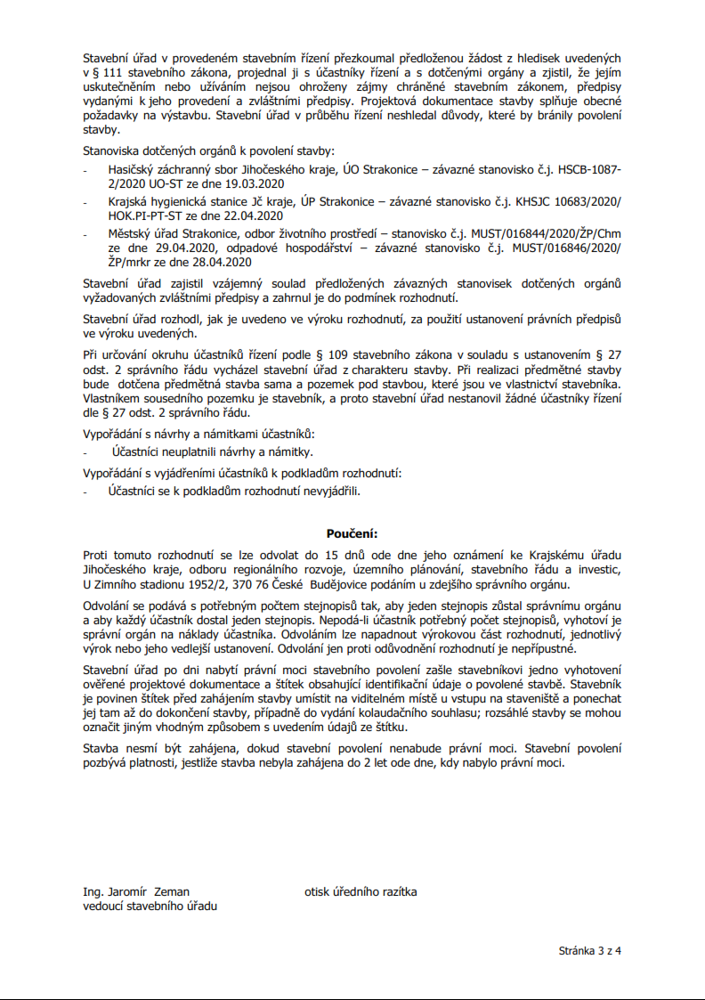 Stavební úřad v provedeném stavebním řízení přezkoumal předloženou žádost z hledisek uvedených
v § 111 stavebního zákona, projednal ji s účastníky řízení a s dotčenými orgány a zjistil, že jejím
uskutečněním nebo užíváním nejsou ohroženy zájmy chráněné stavebním zákonem, předpisy
vydanými k jeho provedení a zvláštními předpisy. Projektová dokumentace stavby splňuje obecné
požadavky na výstavbu. Stavební úřad v průběhu řízení neshledal důvody, které by bránily povolení
stavby.
Stanoviska dotčených orgánů k povolení stavby:
- Hasičský záchranný sbor Jihočeského kraje, ÚO Strakonice – závazné stanovisko č.j. HSCB-1087-
2/2020 UO-ST ze dne 19.03.2020
- Krajská hygienická stanice Jč kraje, ÚP Strakonice – závazné stanovisko č.j. KHSJC 10683/2020/
HOK.PI-PT-ST ze dne 22.04.2020
- Městský úřad Strakonice, odbor životního prostředí – stanovisko č.j. MUST/016844/2020/ŽP/Chm
ze dne 29.04.2020, odpadové hospodářství – závazné stanovisko č.j. MUST/016846/2020/
ŽP/mrkr ze dne 28.04.2020
Stavební úřad zajistil vzájemný soulad předložených závazných stanovisek dotčených orgánů
vyžadovaných zvláštními předpisy a zahrnul je do podmínek rozhodnutí.
Stavební úřad rozhodl, jak je uvedeno ve výroku rozhodnutí, za použití ustanovení právních předpisů
ve výroku uvedených.
Při určování okruhu účastníků řízení podle § 109 stavebního zákona v souladu s ustanovením § 27
odst. 2 správního řádu vycházel stavební úřad z charakteru stavby. Při realizaci předmětné stavby
bude dotčena předmětná stavba sama a pozemek pod stavbou, které jsou ve vlastnictví stavebníka.
Vlastníkem sousedního pozemku je stavebník, a proto stavební úřad nestanovil žádné účastníky řízení
dle § 27 odst. 2 správního řádu.
Vypořádání s návrhy a námitkami účastníků:
- Účastníci neuplatnili návrhy a námitky.
Vypořádání s vyjádřeními účastníků k podkladům rozhodnutí:
- Účastníci se k podkladům rozhodnutí nevyjádřili.
Poučení:
Proti tomuto rozhodnutí se lze odvolat do 15 dnů ode dne jeho oznámení ke Krajskému úřadu
Jihočeského kraje, odboru regionálního rozvoje, územního plánování, stavebního řádu a investic,
U Zimního stadionu 1952/2, 370 76 České Budějovice podáním u zdejšího správního orgánu.
Odvolání se podává s potřebným počtem stejnopisů tak, aby jeden stejnopis zůstal správnímu orgánu
a aby každý účastník dostal jeden stejnopis. Nepodá-li účastník potřebný počet stejnopisů, vyhotoví je
správní orgán na náklady účastníka. Odvoláním lze napadnout výrokovou část rozhodnutí, jednotlivý
výrok nebo jeho vedlejší ustanovení. Odvolání jen proti odůvodnění rozhodnutí je nepřípustné.
Stavební úřad po dni nabytí právní moci stavebního povolení zašle stavebníkovi jedno vyhotovení
ověřené projektové dokumentace a štítek obsahující identifikační údaje o povolené stavbě. Stavebník
je povinen štítek před zahájením stavby umístit na viditelném místě u vstupu na staveniště a ponechat
jej tam až do dokončení stavby, případně do vydání kolaudačního souhlasu; rozsáhlé stavby se mohou
označit jiným vhodným způsobem s uvedením údajů ze štítku.
Stavba nesmí být zahájena, dokud stavební povolení nenabude právní moci. Stavební povolení
pozbývá platnosti, jestliže stavba nebyla zahájena do 2 let ode dne, kdy nabylo právní moci.
Ing. Jaromír Zeman otisk úředního razítka
vedoucí stavebního úřadu
Stránka 3 z 4